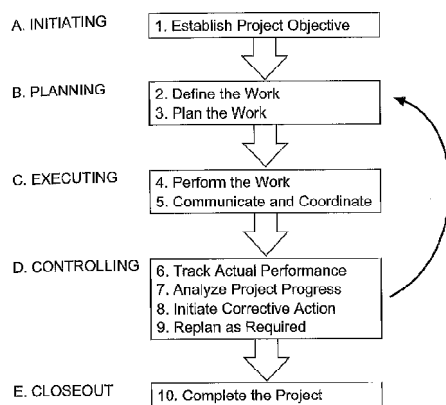 A. INITIATING
1. Establish Project Objective
B. PLANNING
2. Define the Work
3. Plan the Work
C. EXECUTING
4. Perform the Work
5. Communicate and Coordinate
D. CONTROLLING
6. Track Actual Performance
7. Analyze Project Progress
8. Initiate Corrective Action
9. Replan as Required
E. CLOSEOUT
10. Complete the Project